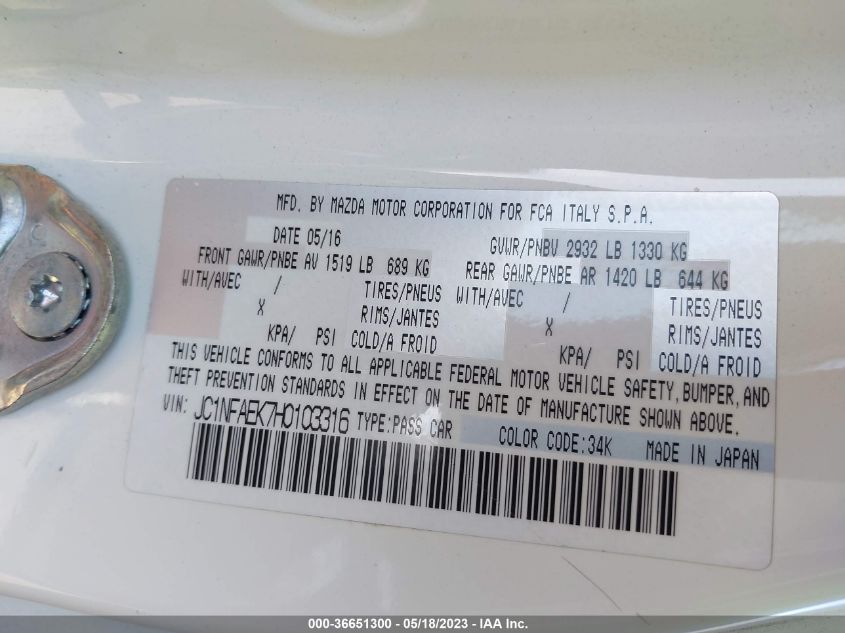 MFD. BY MAZDA MOTOR CORPORATION FOR FCA ITALY S.P.A.
DATE 05/16 GVWR/PNBV 2932 LB 1330 KG
FRONT GAWR/PNBE AV 1519 LB 689 KG REAR GAWR/PNBE AR 1420 LB 644 KG
WITH/AVEC / TIRES/PNEUS WITH/AVEC / TIRES/PNEUS
X RIMS/JANTES X RIMS/JANTES
KPA/ PSI COLD/A FROID KPA/ PSI COLD/A FROID
THIS VEHICLE CONFORMS TO ALL APPLICABLE FEDERAL MOTOR VEHICLE SAFETY, BUMPER, AND
THEFT PREVENTION STANDARDS IN EFFECT ON THE DATE OF MANUFACTURE SHOWN ABOVE.
VIN: JC1NFAEK7H0103316 TYPE:PASS CAR COLOR CODE:34K MADE IN JAPAN
000-36651300 - 05/18/2023 - IAA Inc.